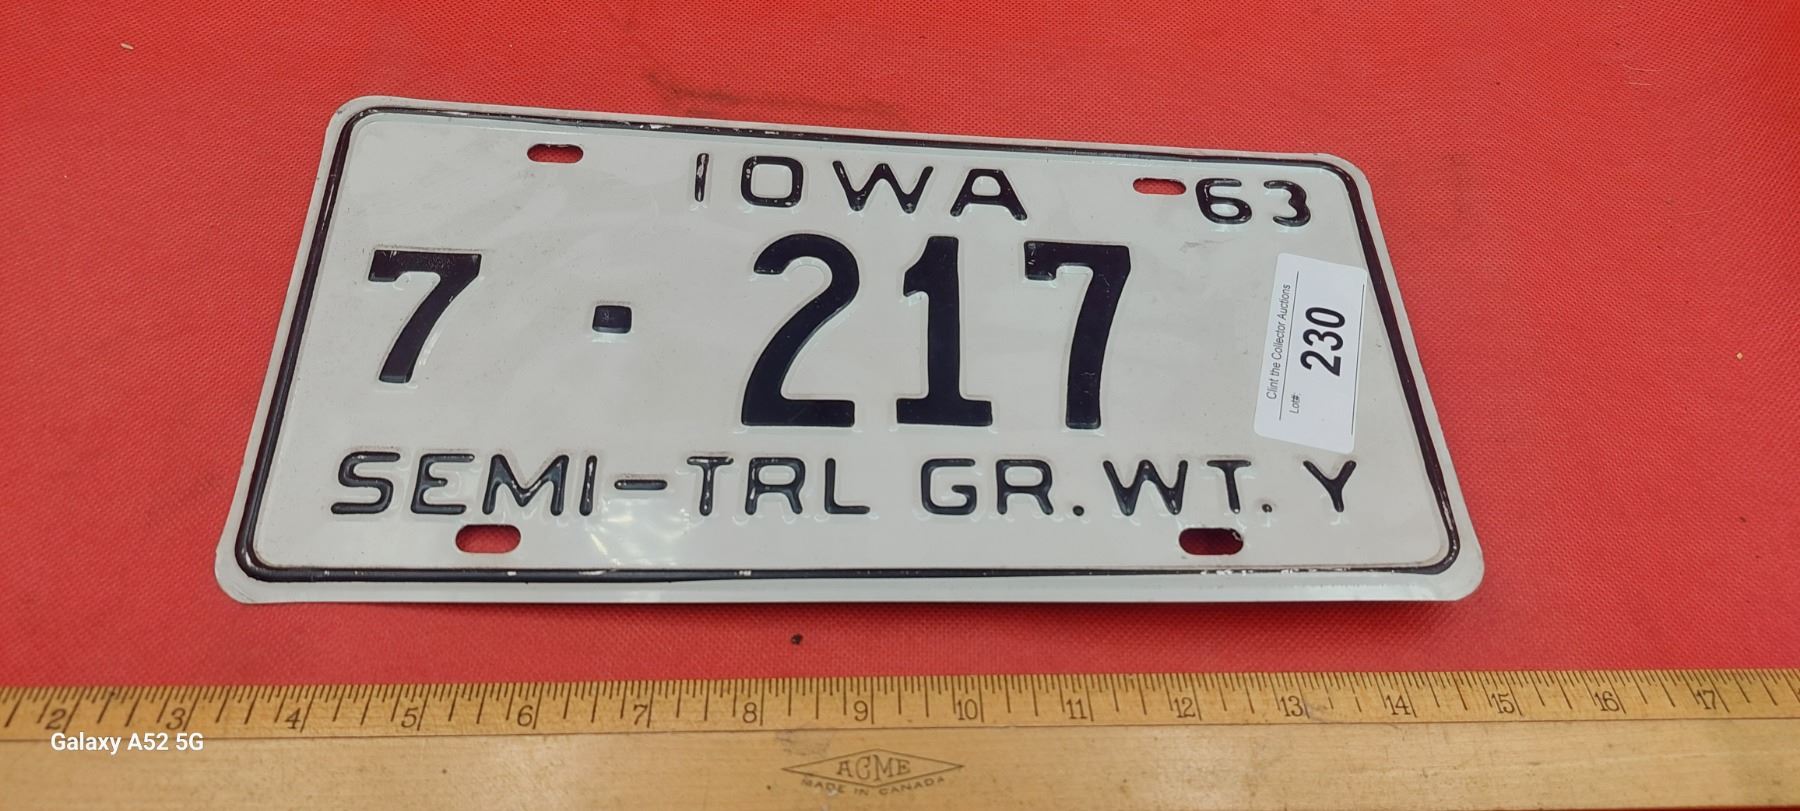 IOWA 63
7 - 217
SEMI-TRL GR. WT. Y
Clint the Collector Auctions
Lot#: 230
2 3 4 5 6 7 8 9 10 11 12 13 14 15 16 17
ACME
MADE IN CANADA
Galaxy A52 5G